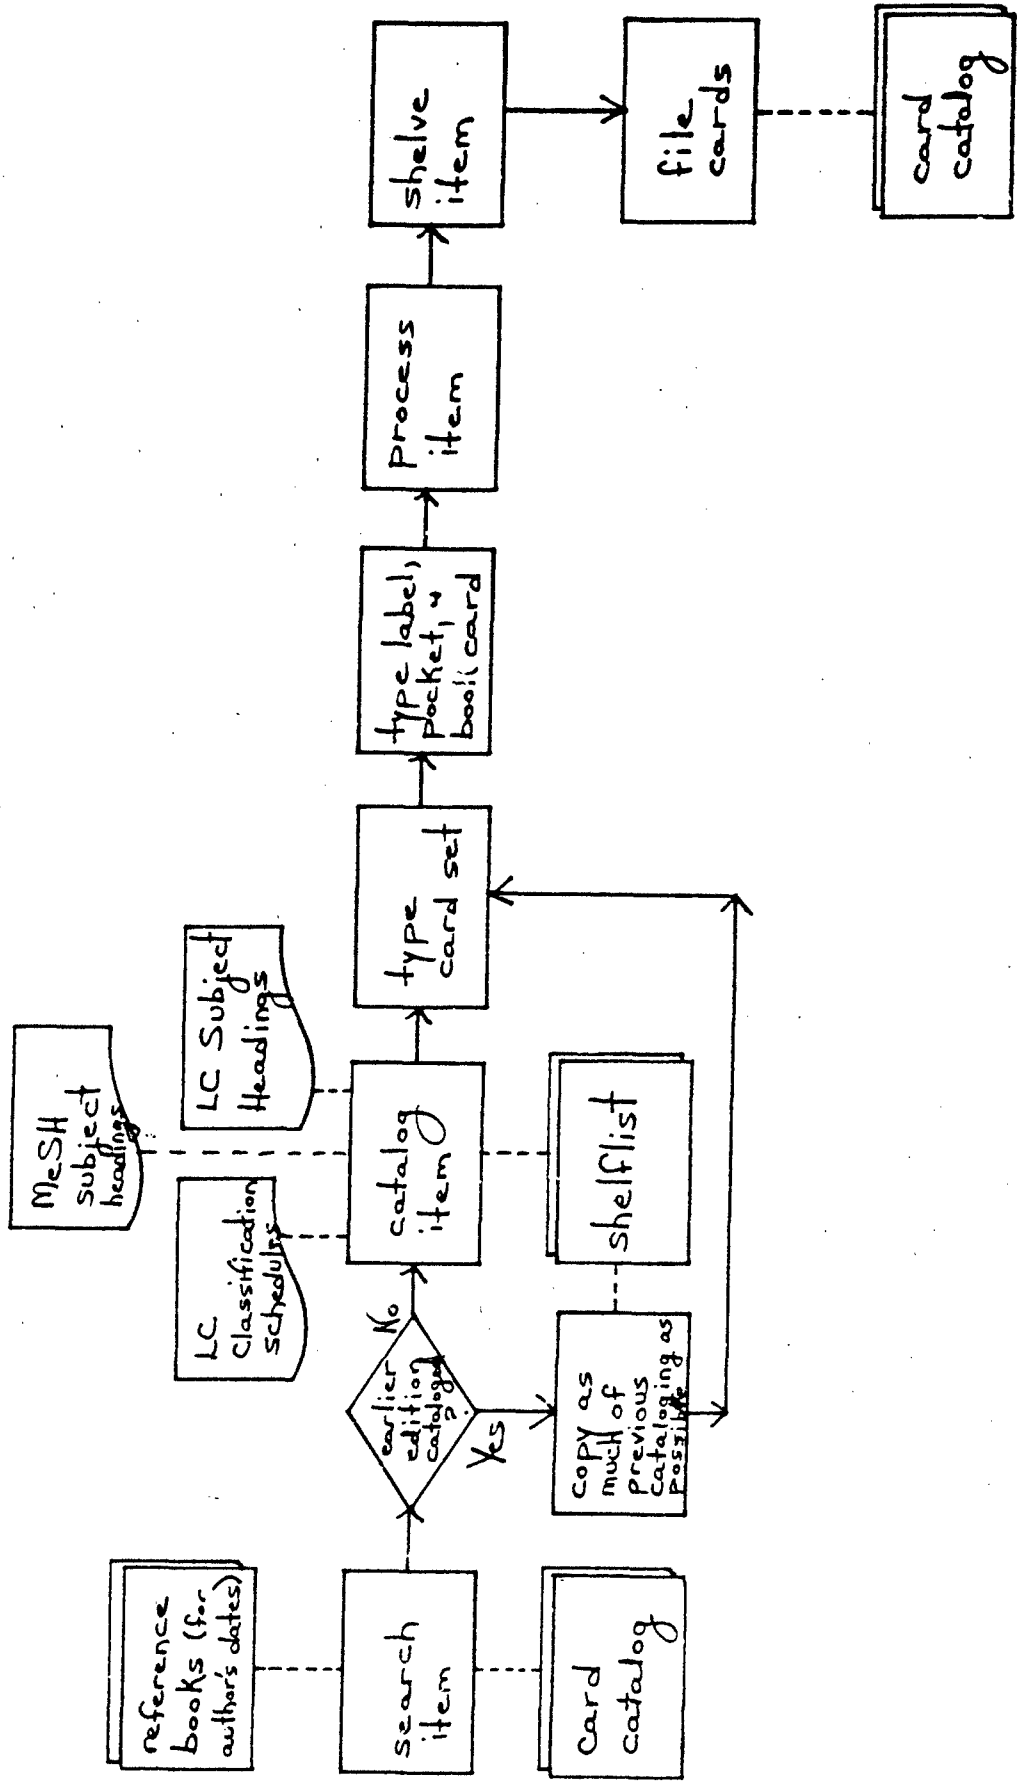 reference
books (for
author's dates)
search
item
Card
catalog
earlier
edition
cataloged
?
No
Yes
copy as
much of
previous
cataloging as
possible
LC
Classification
schedules
MeSH
subject
headings
LC Subject
Headings
catalog
item
shelflist
type
card set
type label,
pocket, &
book card
process
item
shelve
item
file
cards
card
catalog